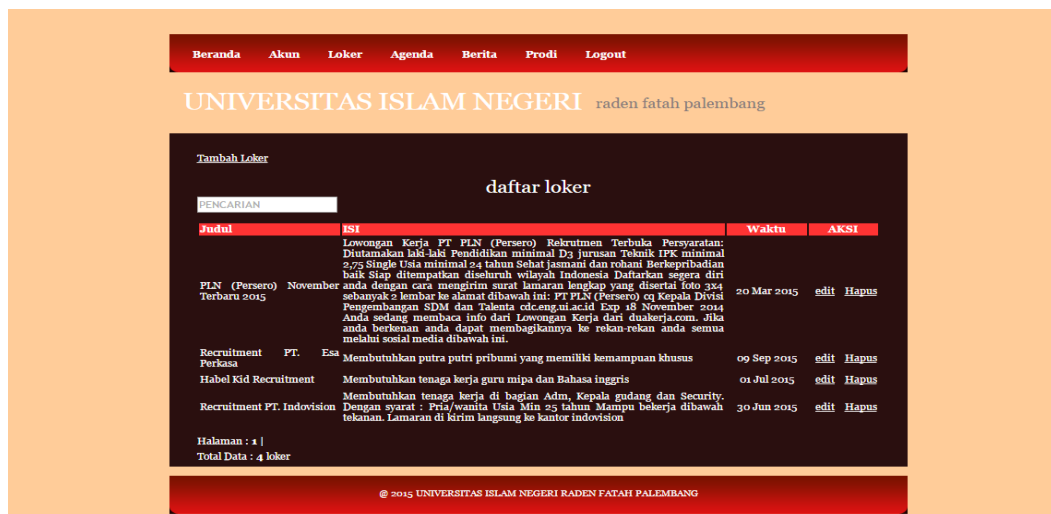 Beranda Akun Loker Agenda Berita Prodi Logout
UNIVERSITAS ISLAM NEGERI raden fatah palembang
Tambah Loker
daftar loker
PENCARIAN
Judul ISI Waktu AKSI
PLN (Persero) November
Terbaru 2015
Lowongan Kerja PT PLN (Persero) Rekrutmen Terbuka Persyaratan:
Diutamakan laki-laki Pendidikan minimal D3 jurusan Teknik IPK minimal
2,75 Single Usia minimal 24 tahun Sehat jasmani dan rohani Berkepribadian
baik Siap ditempatkan diseluruh wilayah Indonesia Daftarkan segera diri
anda dengan cara mengirim surat lamaran lengkap yang disertai foto 3x4
sebanyak 2 lembar ke alamat dibawah ini: PT PLN (Persero) cq Kepala Divisi
Pengembangan SDM dan Talenta cdc.eng.ui.ac.id Exp 18 November 2014
Anda sedang membaca info dari Lowongan Kerja dari duakerja.com. Jika
anda berkenan anda dapat membagikannya ke rekan-rekan anda semua
melalui sosial media dibawah ini.
20 Mar 2015 edit Hapus
Recruitment PT. Esa
Perkasa
Membutuhkan putra putri pribumi yang memiliki kemampuan khusus
09 Sep 2015 edit Hapus
Habel Kid Recruitment
Membutuhkan tenaga kerja guru mipa dan Bahasa inggris
01 Jul 2015 edit Hapus
Recruitment PT. Indovision
Membutuhkan tenaga kerja di bagian Adm, Kepala gudang dan Security.
Dengan syarat : Pria/wanita Usia Min 25 tahun Mampu bekerja dibawah
tekanan. Lamaran di kirim langsung ke kantor indovision
30 Jun 2015 edit Hapus
Halaman : 1 |
Total Data : 4 loker
@ 2015 UNIVERSITAS ISLAM NEGERI RADEN FATAH PALEMBANG